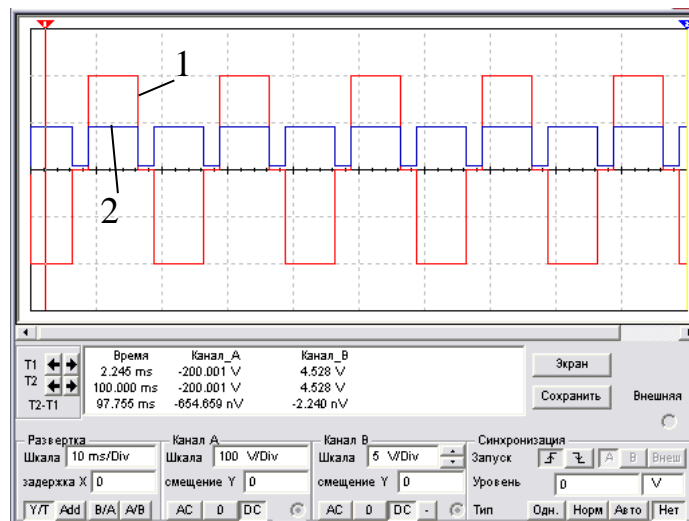 1
2
Время Канал_A Канал_B
T1 2.245 ms -200.001 V 4.528 V
T2 100.000 ms -200.001 V 4.528 V
T2-T1 97.755 ms -654.659 nV -2.240 nV
Экран
Сохранить
Внешняя
Развертка Канал A Канал B Синхронизация
Шкала 10 ms/Div Шкала 100 V/Div Шкала 5 V/Div Запуск A B Внеш
задержка X 0 смещение Y 0 смещение Y 0 Уровень 0 V
Y/T Add B/A A/B AC 0 DC AC 0 DC - Тип Одн. Норм Авто Нет